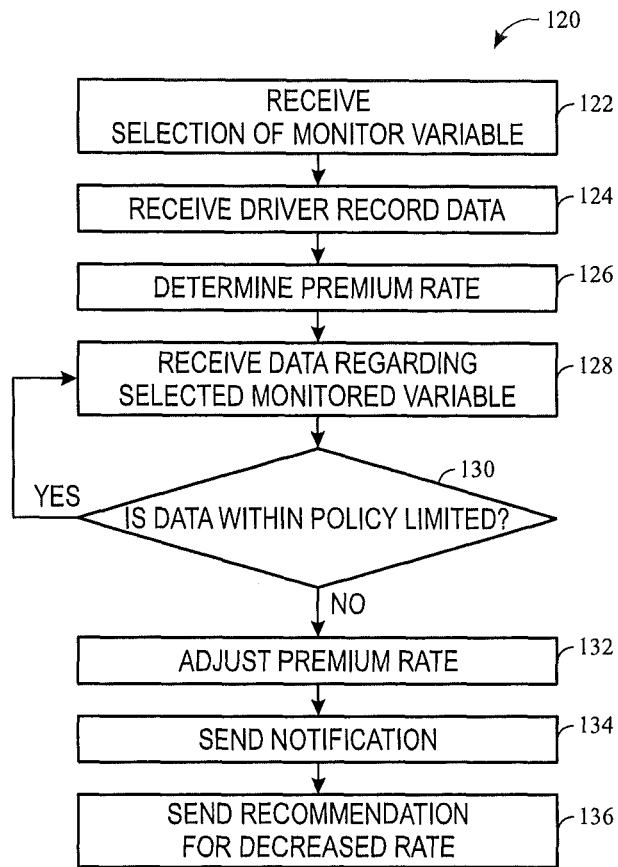 120
RECEIVE
SELECTION OF MONITOR VARIABLE
122
RECEIVE DRIVER RECORD DATA
124
DETERMINE PREMIUM RATE
126
RECEIVE DATA REGARDING
SELECTED MONITORED VARIABLE
128
130
YES
IS DATA WITHIN POLICY LIMITED?
NO
ADJUST PREMIUM RATE
132
SEND NOTIFICATION
134
SEND RECOMMENDATION
FOR DECREASED RATE
136